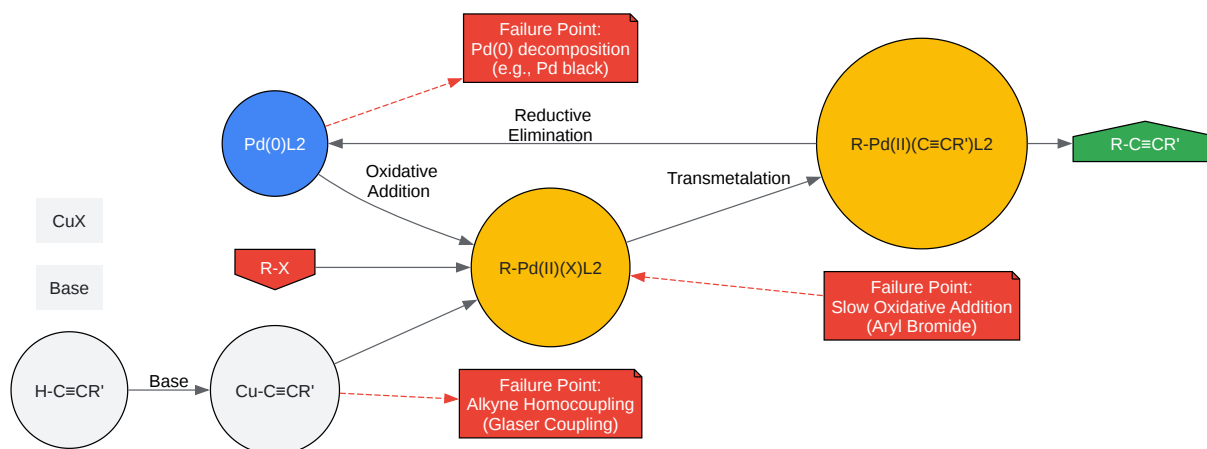 Failure Point:
Pd(0) decomposition
(e.g., Pd black)
Reductive
Elimination
Pd(0)L2
R-Pd(II)(C≡CR')L2
R-C≡CR'
Oxidative
Addition
Transmetalation
CuX
R-X
R-Pd(II)(X)L2
Base
Failure Point:
Slow Oxidative Addition
(Aryl Bromide)
H-C≡CR'
Base
Cu-C≡CR'
Failure Point:
Alkyne Homocoupling
(Glaser Coupling)